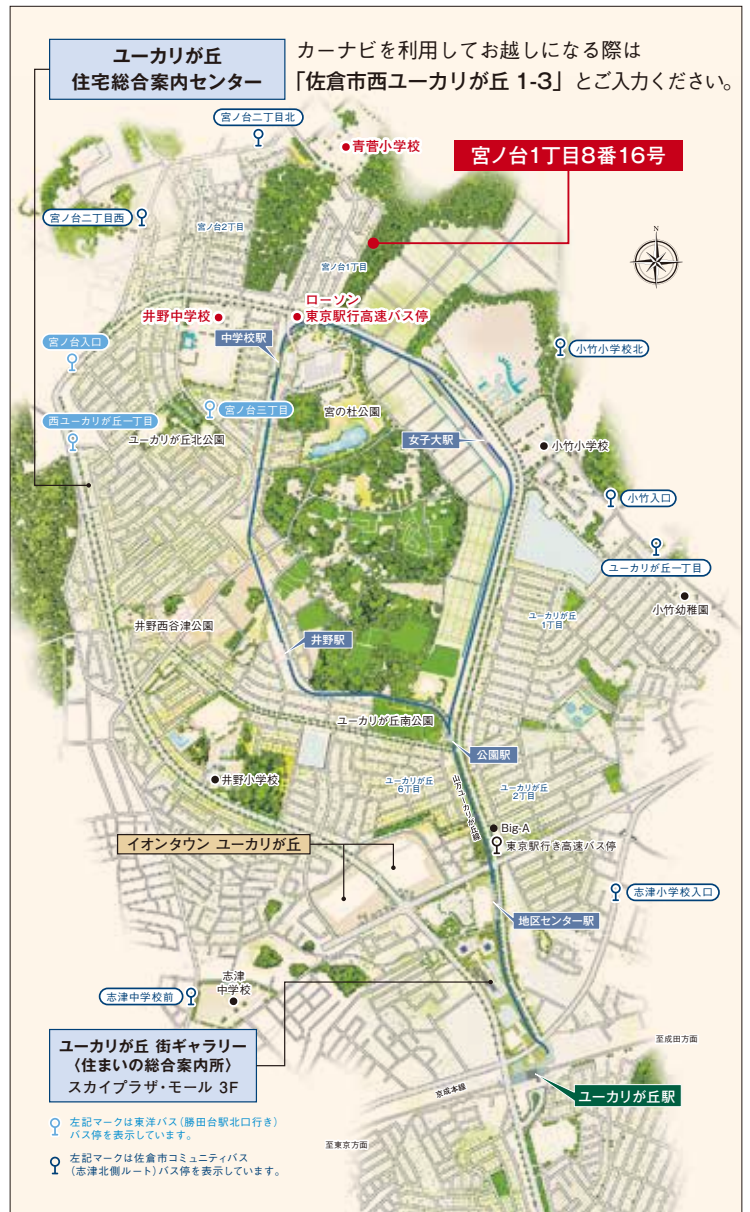 ユーカリが丘
住宅総合案内センター
カーナビを利用してお越しになる際は
「佐倉市西ユーカリが丘 1-3」とご入力ください。
宮ノ台二丁目北
青菅小学校
宮ノ台1丁目8番16号
宮ノ台二丁目西
宮ノ台2丁目
宮ノ台1丁目
N
ローソン
東京駅行高速バス停
井野中学校
中学校駅
宮ノ台入口
小竹小学校北
宮ノ台三丁目
宮の杜公園
西ユーカリが丘一丁目
ユーカリが丘北公園
女子大駅
小竹小学校
小竹入口
ユーカリが丘一丁目
小竹幼稚園
ユーカリが丘
1丁目
井野西谷津公園
井野駅
ユーカリが丘南公園
公園駅
井野小学校
ユーカリが丘
6丁目
山万ユーカリが丘線
ユーカリが丘
2丁目
Big-A
東京駅行き高速バス停
イオンタウン ユーカリが丘
志津小学校入口
地区センター駅
志津
中学校
志津中学校前
ユーカリが丘 街ギャラリー
〈住まいの総合案内所〉
スカイプラザ・モール 3F
至成田方面
京成本線
ユーカリが丘駅
至東京方面
左記マークは東洋バス（勝田台駅北口行き）
バス停を表示しています。
左記マークは佐倉市コミュニティバス
（志津北側ルート）バス停を表示しています。